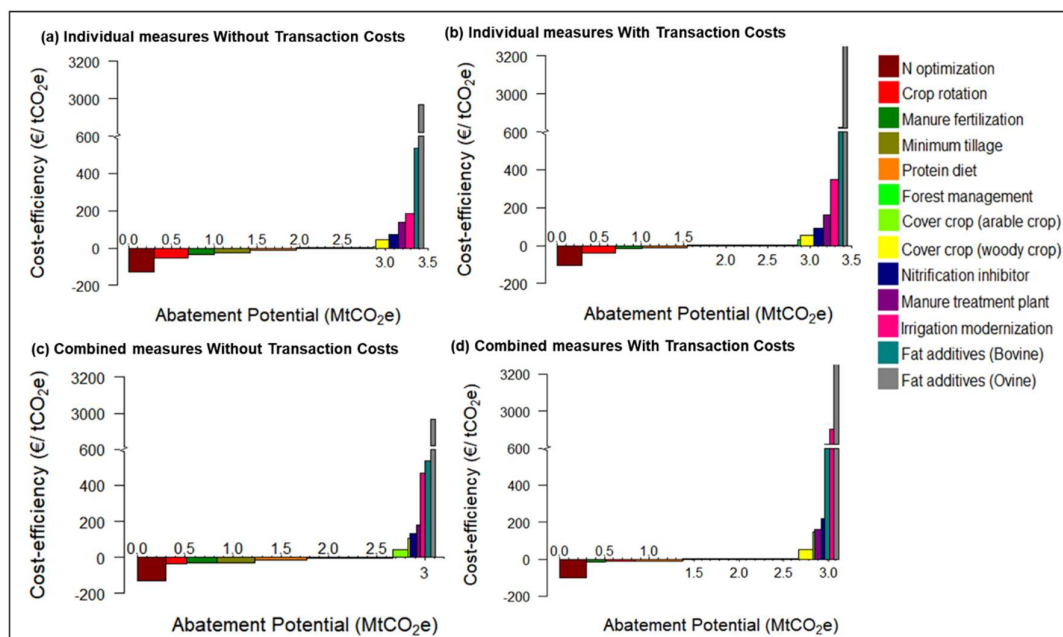 (a) Individual measures Without Transaction Costs
Cost-efficiency (€/ tCO₂e)
3200
3000
600
400
200
0
-200
0.0 0.5 1.0 1.5 2.0 2.5 3.0 3.5
Abatement Potential (MtCO₂e)
(b) Individual measures With Transaction Costs
Cost-efficiency (€/ tCO₂e)
3200
3000
600
400
200
0
-200
0.0 0.5 1.0 1.5 2.0 2.5 3.0 3.5
Abatement Potential (MtCO₂e)
N optimization
Crop rotation
Manure fertilization
Minimum tillage
Protein diet
Forest management
Cover crop (arable crop)
Cover crop (woody crop)
Nitrification inhibitor
Manure treatment plant
Irrigation modernization
Fat additives (Bovine)
Fat additives (Ovine)
(c) Combined measures Without Transaction Costs
Cost-efficiency (€/ tCO₂e)
3200
3000
600
400
200
0
-200
0.0 0.5 1.0 1.5 2.0 2.5 3
Abatement Potential (MtCO₂e)
(d) Combined measures With Transaction Costs
Cost-efficiency (€/ tCO₂e)
3200
3000
600
400
200
0
-200
0.0 0.5 1.0 1.5 2.0 2.5 3.0
Abatement Potential (MtCO₂e)